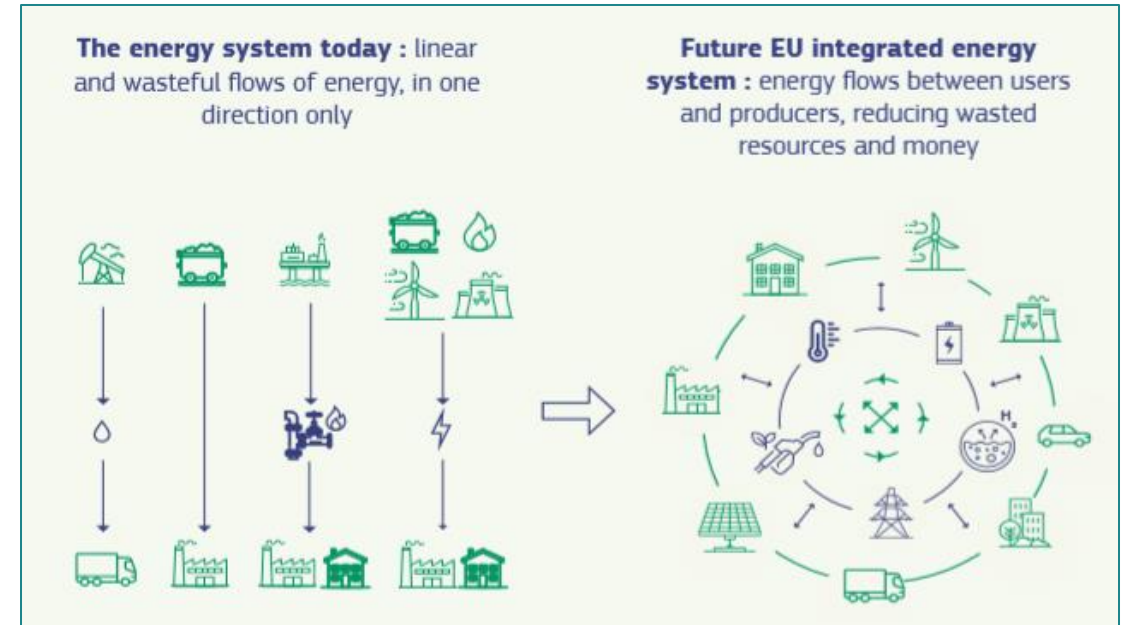 The energy system today : linear
and wasteful flows of energy, in one
direction only
Future EU integrated energy
system : energy flows between users
and producers, reducing wasted
resources and money
H₂